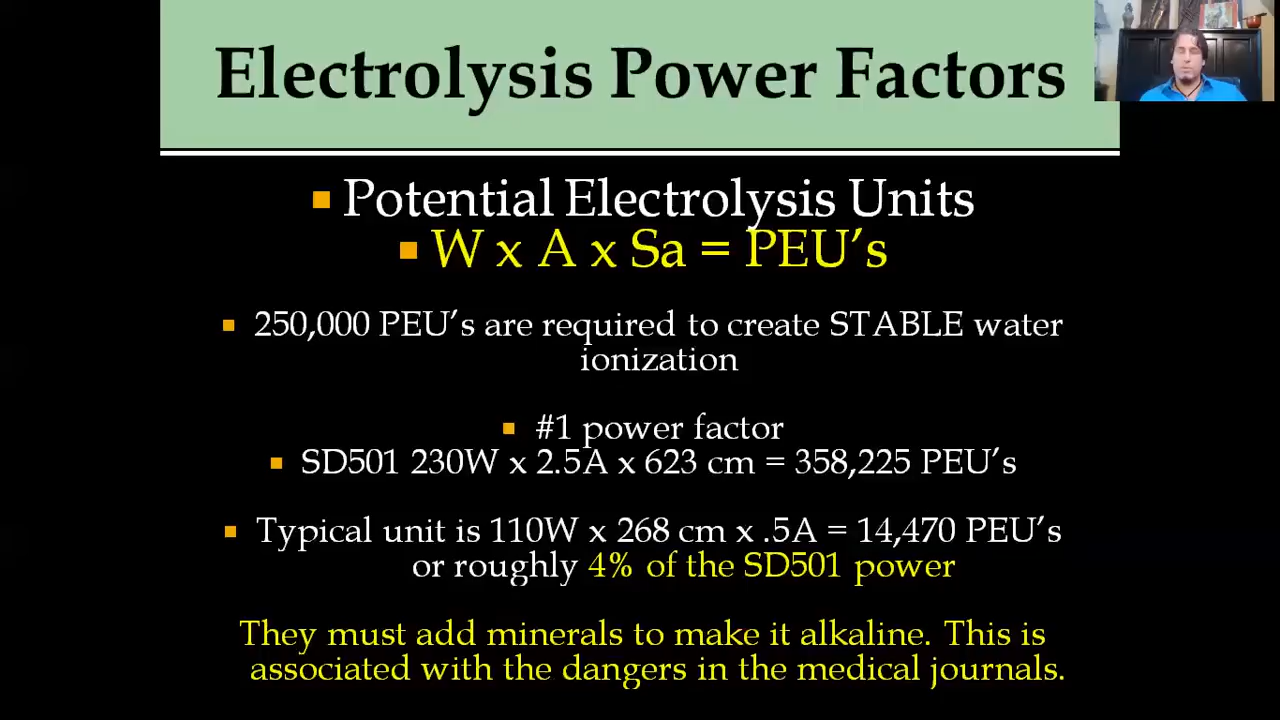 Electrolysis Power Factors
Potential Electrolysis Units
W x A x Sa = PEU's
250,000 PEU's are required to create STABLE water
ionization
#1 power factor
SD501 230W x 2.5A x 623 cm = 358,225 PEU's
Typical unit is 110W x 268 cm x .5A = 14,470 PEU's
or roughly 4% of the SD501 power
They must add minerals to make it alkaline. This is
associated with the dangers in the medical journals.